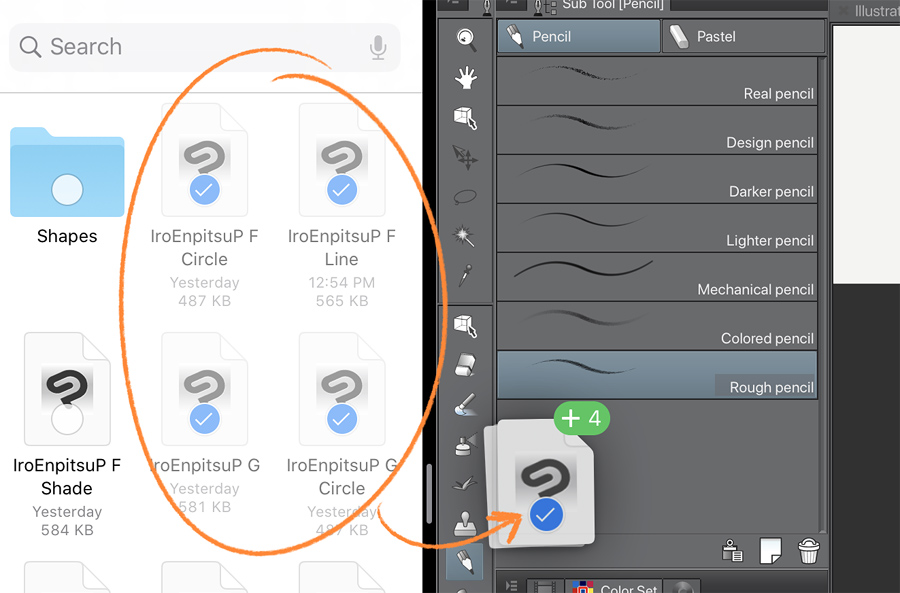 Search
Shapes
IroEnpitsuP F
Circle
Yesterday
487 KB
IroEnpitsuP F
Line
12:54 PM
565 KB
IroEnpitsuP F
Shade
Yesterday
584 KB
IroEnpitsuP G
Yesterday
581 KB
IroEnpitsuP G
Circle
Yesterday
487 KB
Sub Tool [Pencil]
Pencil
Pastel
Real pencil
Design pencil
Darker pencil
Lighter pencil
Mechanical pencil
Colored pencil
Rough pencil
+ 4
Color Set